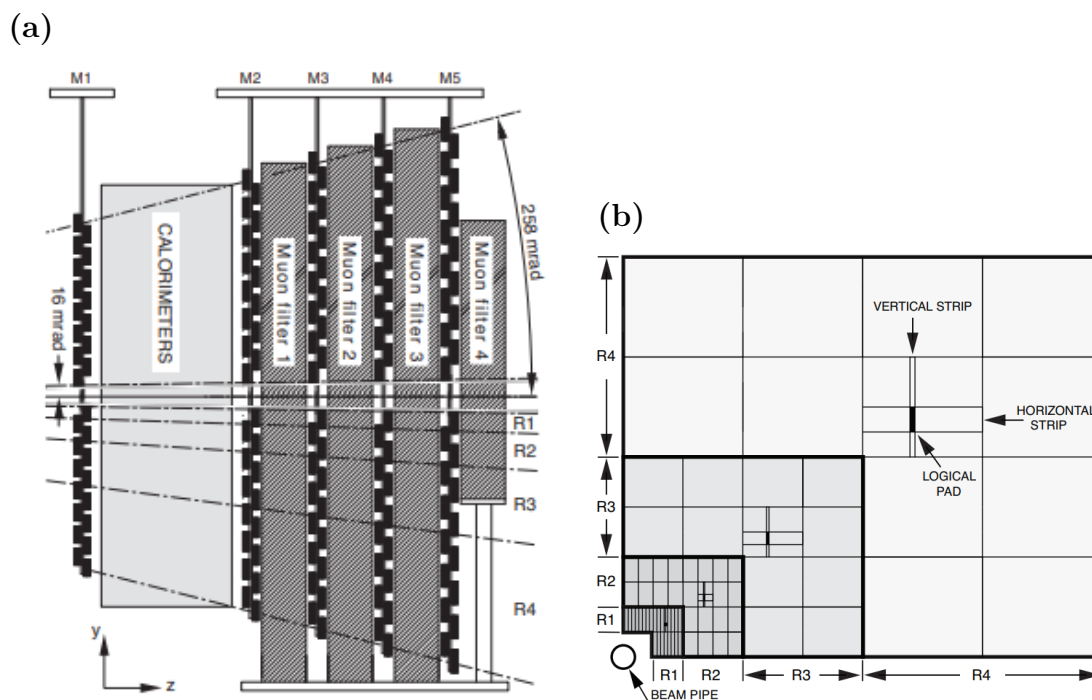 (a)
M1
M2
M3
M4
M5
CALORIMETERS
Muon filter 1
Muon filter 2
Muon filter 3
Muon filter 4
258 mrad
16 mrad
R1
R2
R3
R4
y
z
(b)
VERTICAL STRIP
R4
HORIZONTAL
STRIP
LOGICAL
PAD
R3
R2
R1
R1
R2
R3
R4
BEAM PIPE